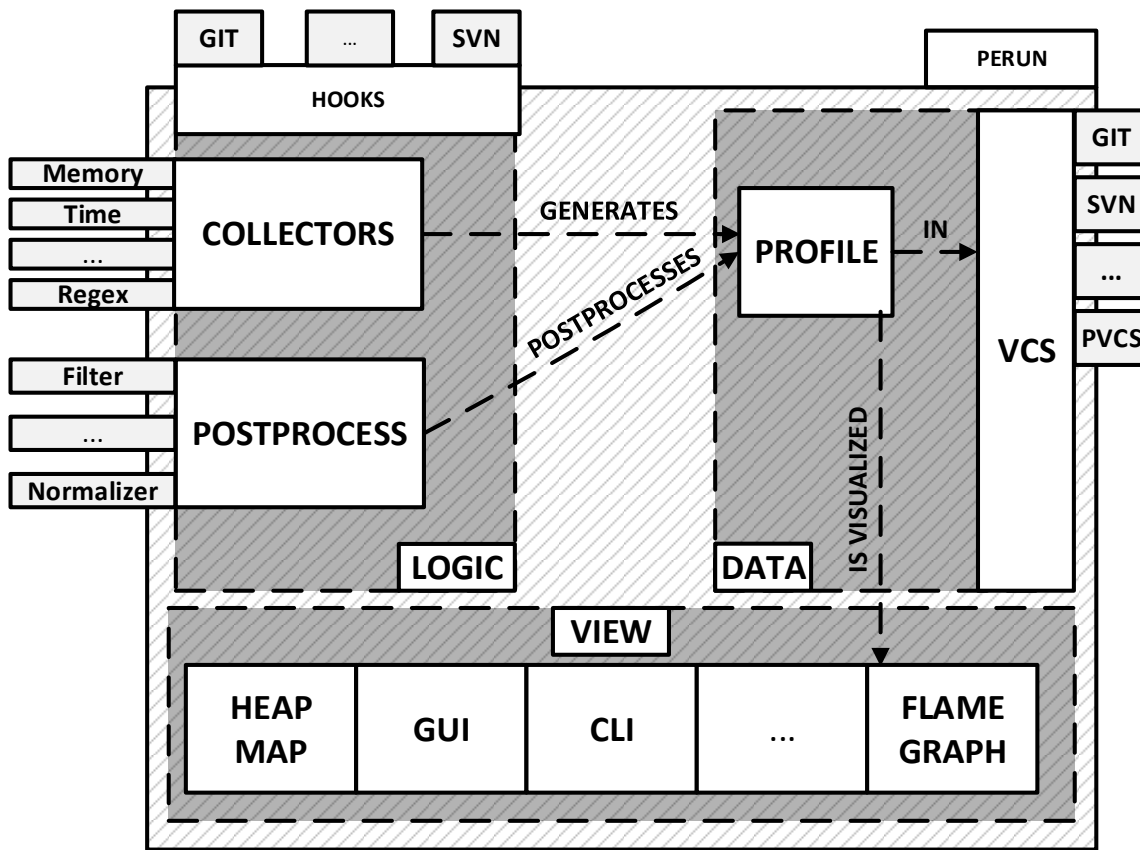 GIT
...
SVN
PERUN
HOOKS
GIT
Memory
Time
...
Regex
COLLECTORS
GENERATES
PROFILE
IN
SVN
...
PVCS
VCS
POSTPROCESSES
Filter
...
Normalizer
POSTPROCESS
IS VISUALIZED
LOGIC
DATA
VIEW
HEAP
MAP
GUI
CLI
...
FLAME
GRAPH